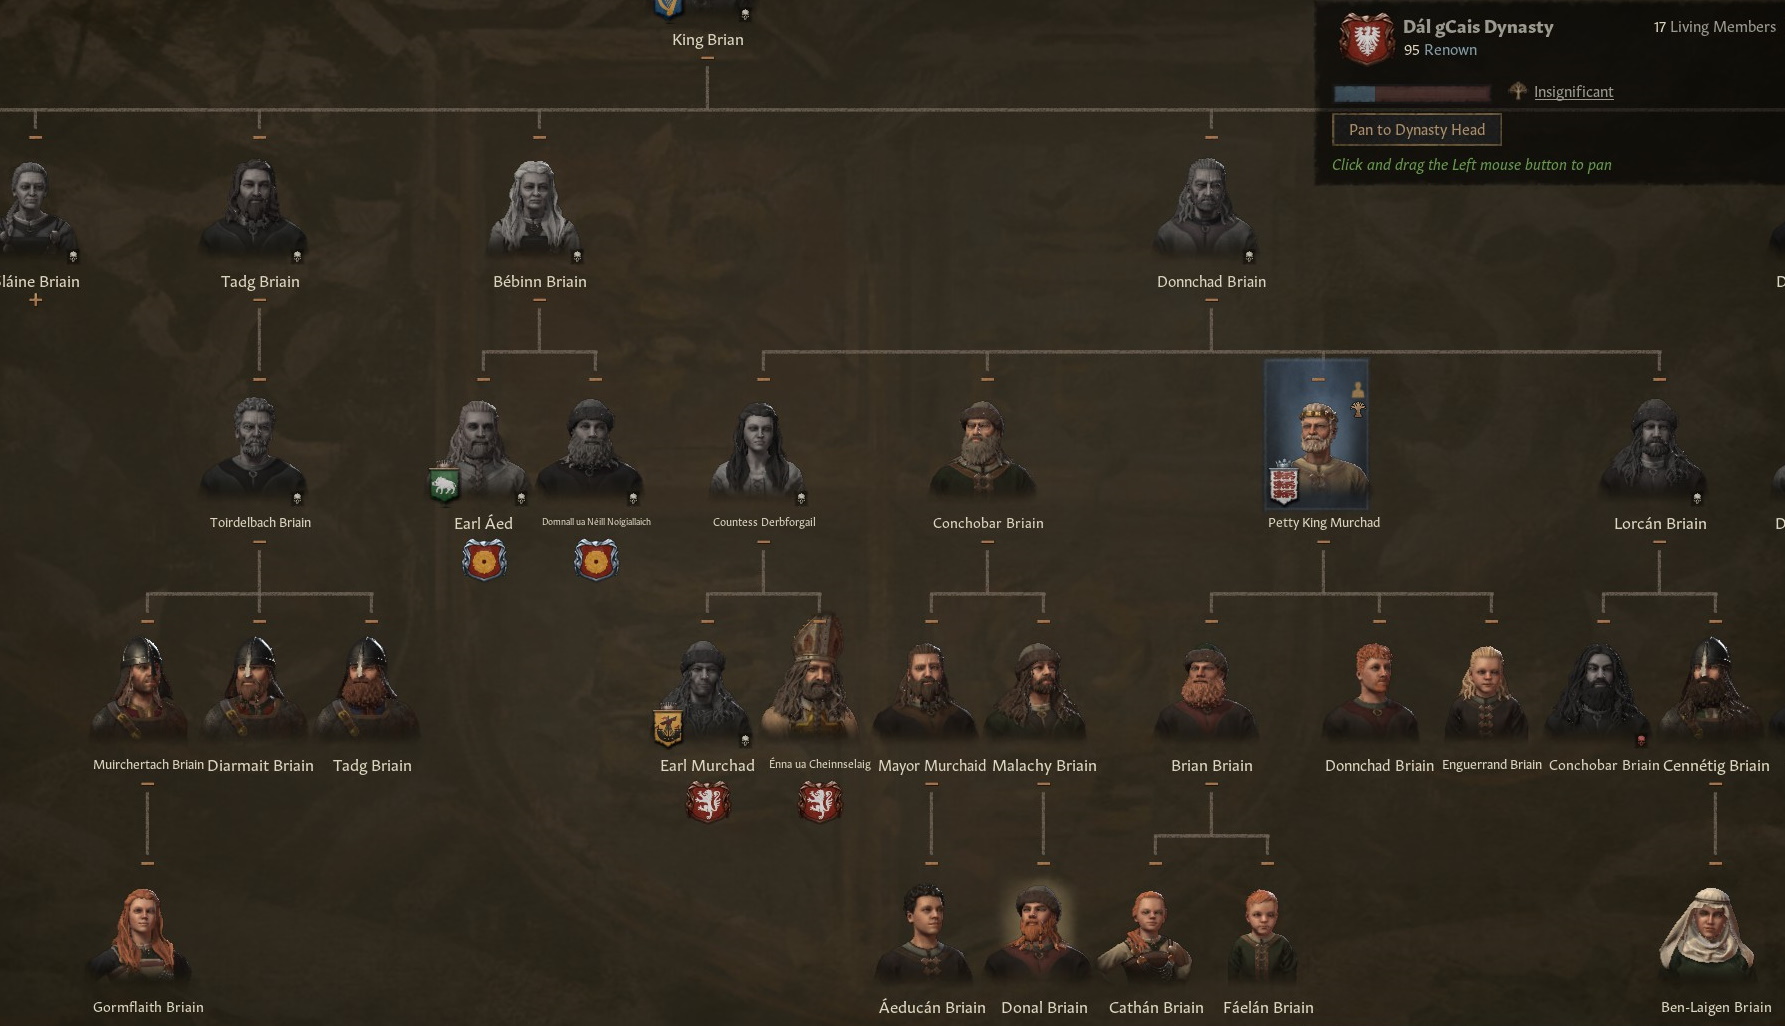 King Brian
Dál gCais Dynasty
17 Living Members
95 Renown
Insignificant
Pan to Dynasty Head
Click and drag the Left mouse button to pan
láine Briain
Tadg Briain
Bébinn Briain
Donnchad Briain
D
Toirdelbach Briain
Earl Áed
Domnall ua Néill Noígiallaich
Countess Derbforgail
Conchobar Briain
Petty King Murchad
Lorcán Briain
D
Muirchertach Briain
Diarmait Briain
Tadg Briain
Earl Murchad
Énna ua Cheinnselaig
Mayor Murchaid
Malachy Briain
Brian Briain
Donnchad Briain
Enguerrand Briain
Conchobar Briain
Cennétig Briain
Gormflaith Briain
Áeducán Briain
Donal Briain
Cathán Briain
Fáelán Briain
Ben-Laigen Briain